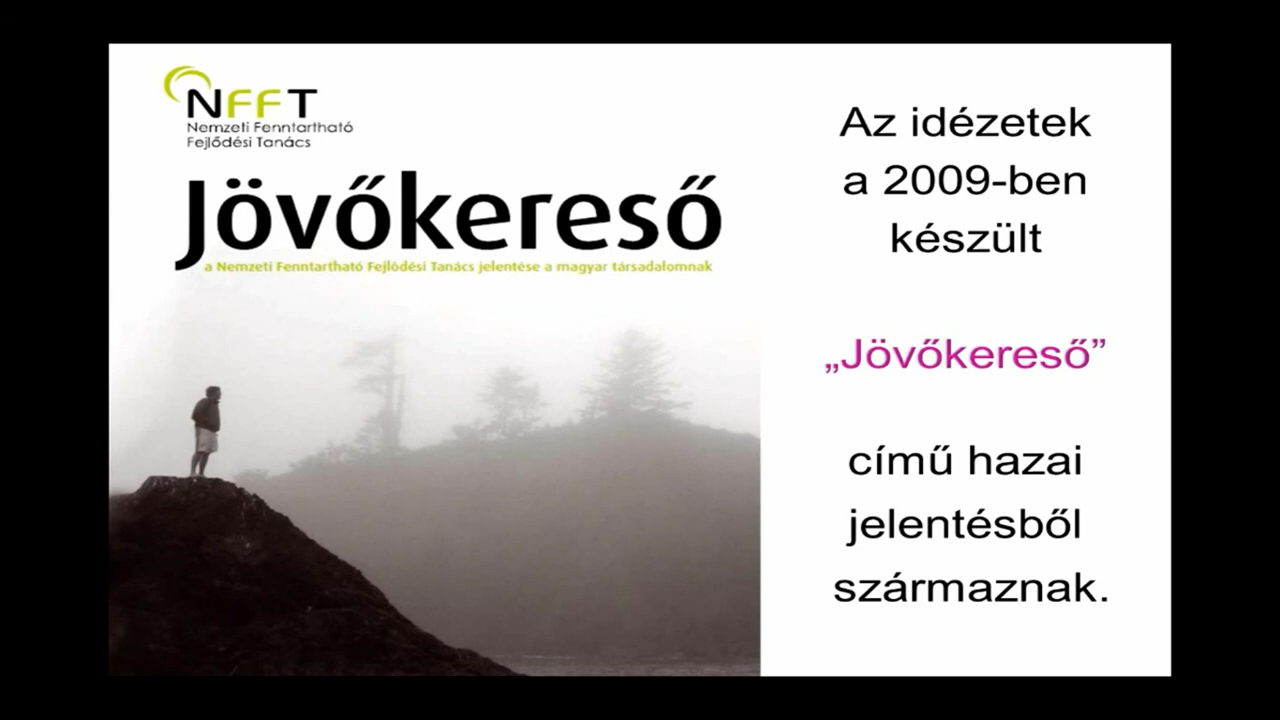 NFFT
Nemzeti Fenntartható
Fejlődési Tanács
Jövőkereső
a Nemzeti Fenntartható Fejlődési Tanács jelentése a magyar társadalomnak
Az idézetek
a 2009-ben
készült
„Jövőkereső”
című hazai
jelentésből
származnak.